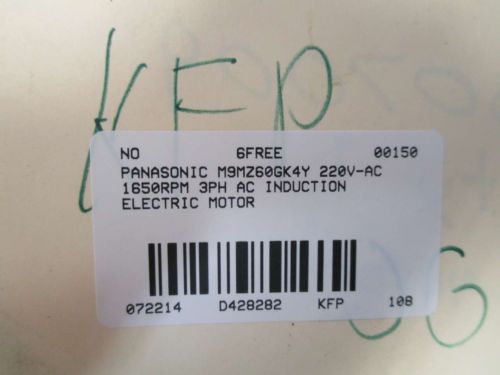 KFP
NO 6FREE 00150
PANASONIC M9MZ60GK4Y 220V-AC
1650RPM 3PH AC INDUCTION
ELECTRIC MOTOR
072214 D428282 KFP 108